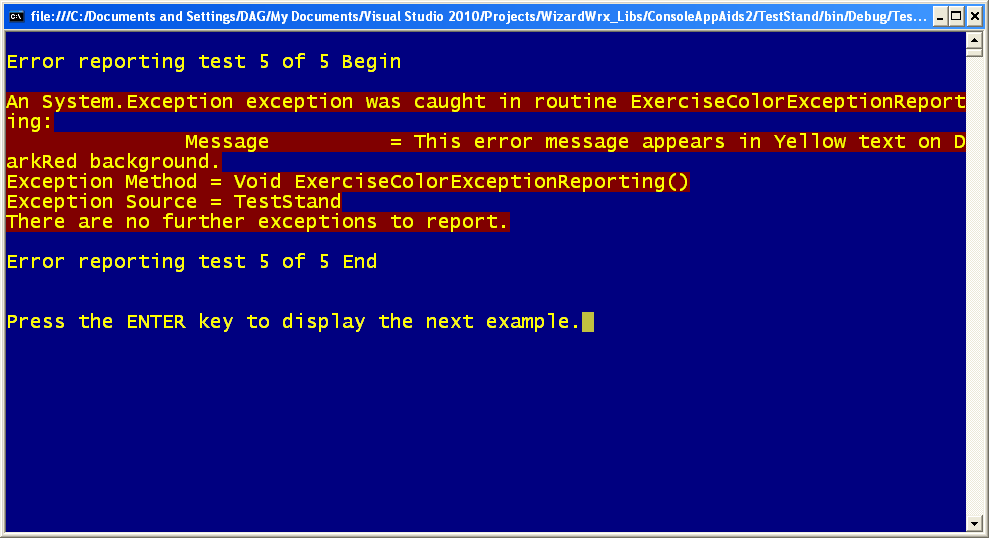 file:///C:/Documents and Settings/DAG/My Documents/Visual Studio 2010/Projects/WizardWrx_Libs/ConsoleAppAids2/TestStand/bin/Debug/Tes...
Error reporting test 5 of 5 Begin
An System.Exception exception was caught in routine ExerciseColorExceptionReport
ing:
Message = This error message appears in Yellow text on D
arkRed background.
Exception Method = Void ExerciseColorExceptionReporting()
Exception Source = TestStand
There are no further exceptions to report.
Error reporting test 5 of 5 End
Press the ENTER key to display the next example.